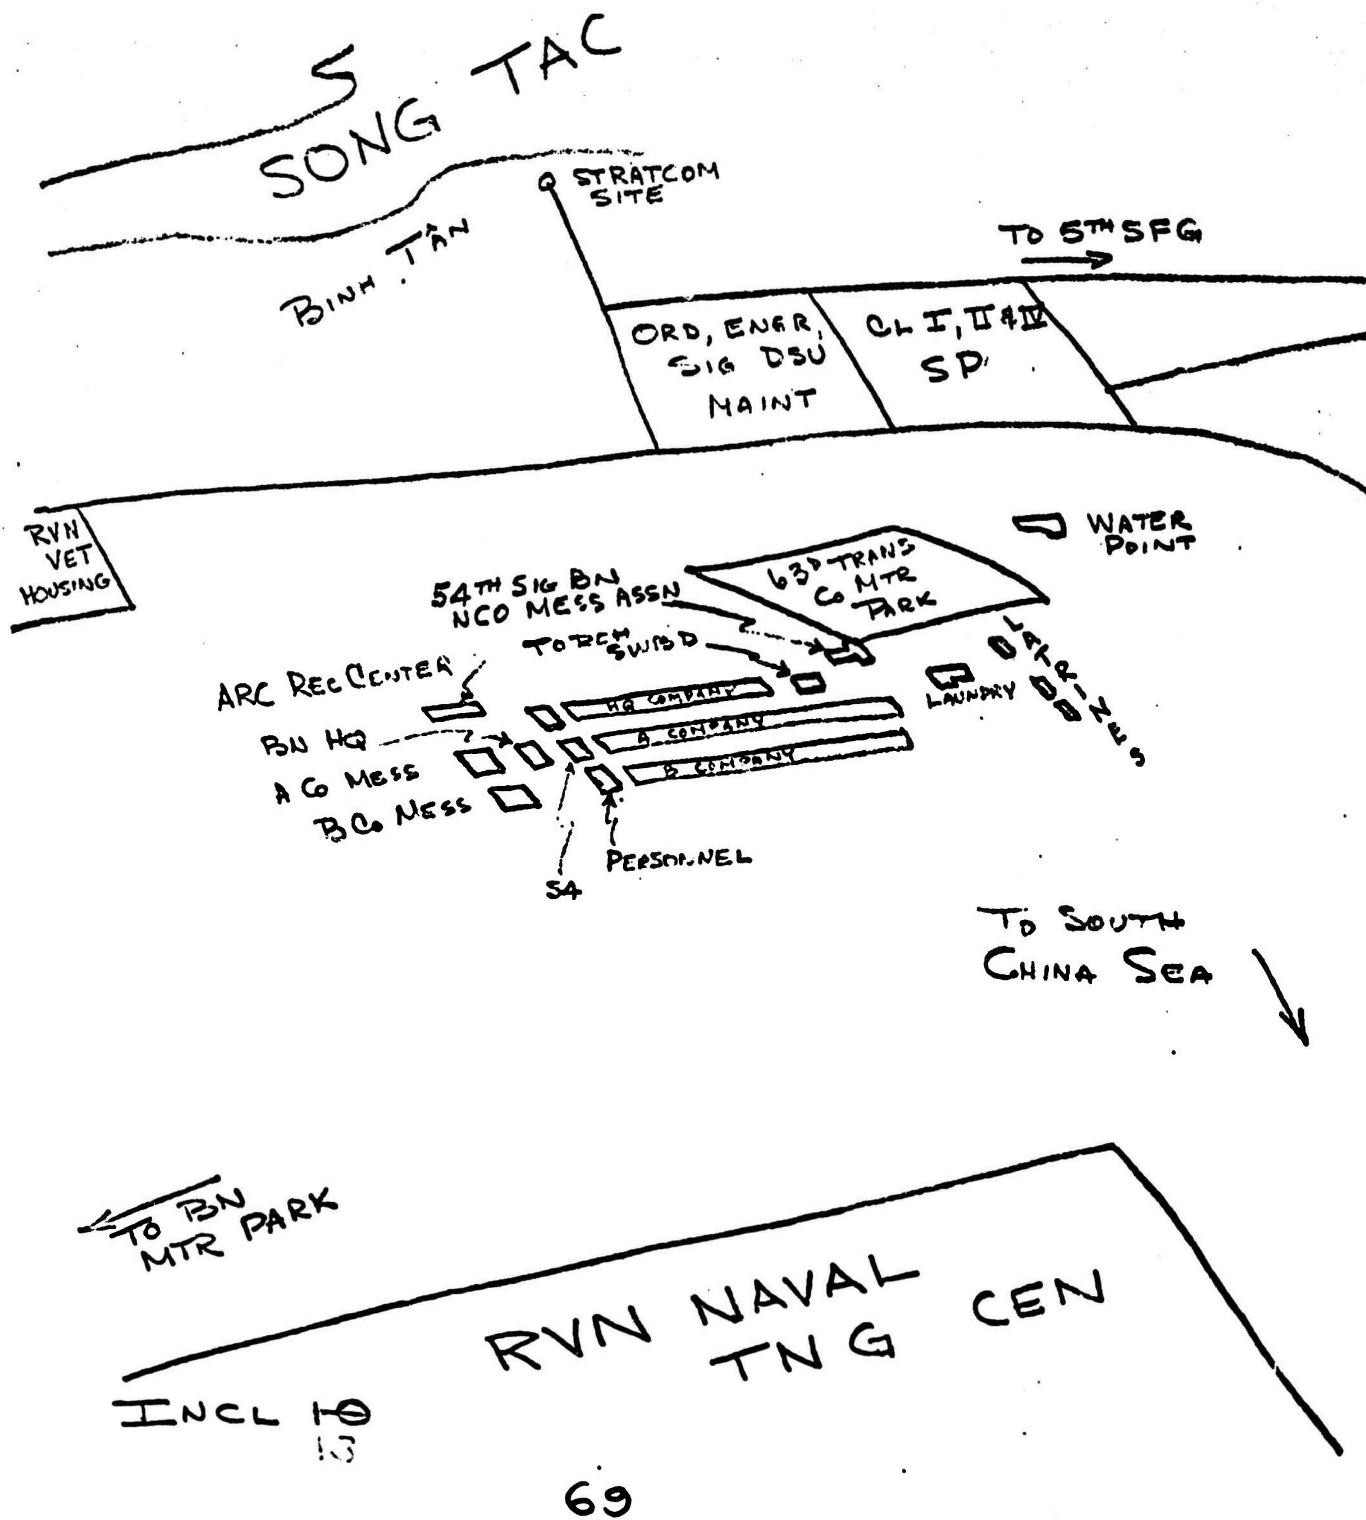 SONG TAC
STRATCOM
SITE
BINH TÂN
TO 5TH SFG
ORD, ENGR,
SIG DSU
MAINT
CL I, II & IV
SP
RVN
VET
HOUSING
WATER
POINT
63D TRANS
CO MTR
PARK
54TH SIG BN
NCO MESS ASSN
TORCH
SWBD
ARC REC CENTER
LATRINES
LAUNDRY
HQ COMPANY
A COMPANY
B COMPANY
BN HQ
A CO MESS
B CO MESS
PERSONNEL
S4
TO SOUTH
CHINA SEA
TO BN
MTR PARK
RVN NAVAL
TNG CEN
INCL 10
13
69